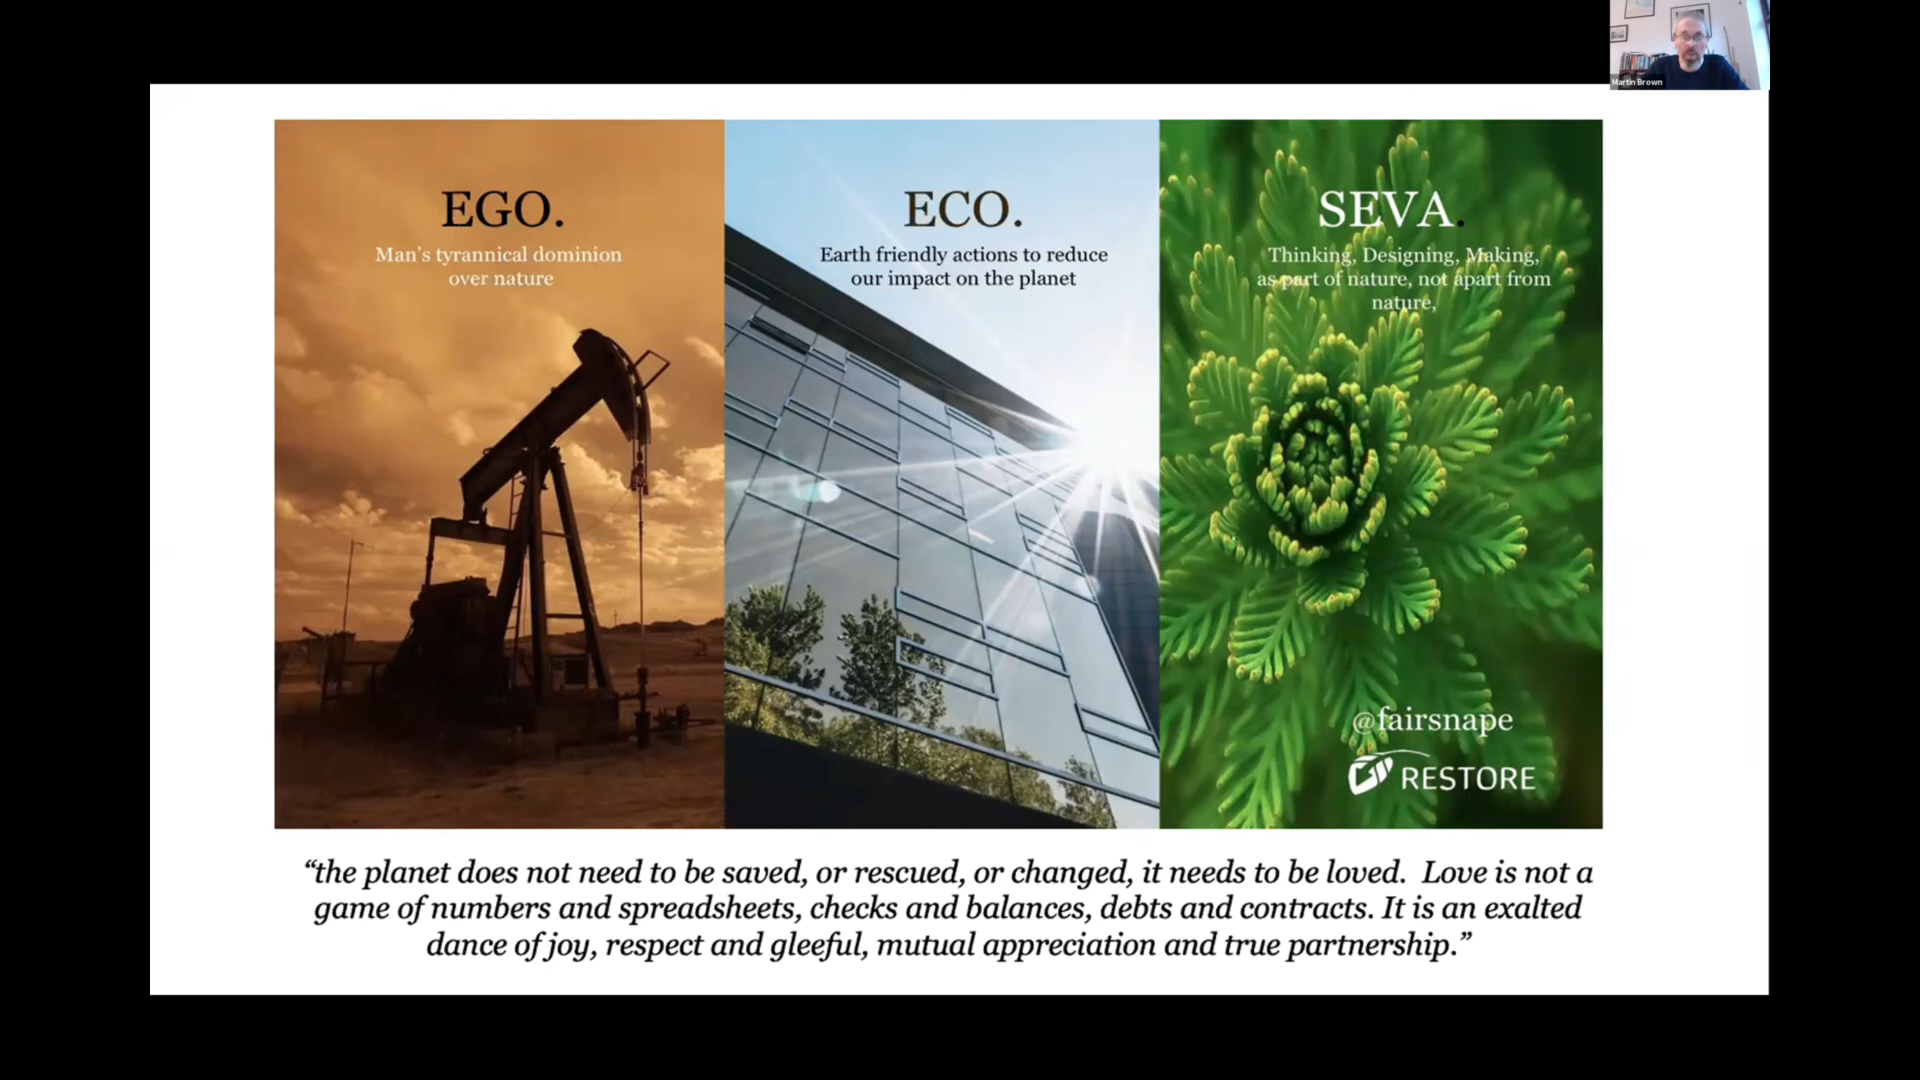 Martin Brown
EGO.
Man's tyrannical dominion
over nature
ECO.
Earth friendly actions to reduce
our impact on the planet
SEVA.
Thinking, Designing, Making,
as part of nature, not apart from
nature,
@fairsnape
RESTORE
“the planet does not need to be saved, or rescued, or changed, it needs to be loved. Love is not a
game of numbers and spreadsheets, checks and balances, debts and contracts. It is an exalted
dance of joy, respect and gleeful, mutual appreciation and true partnership.”